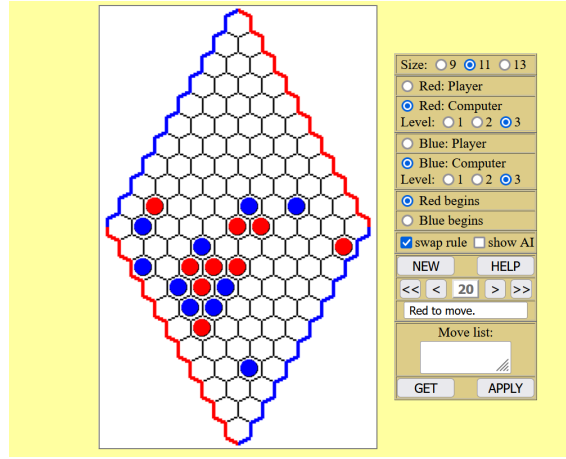 Size: 9 11 13
Red: Player
Red: Computer
Level: 1 2 3
Blue: Player
Blue: Computer
Level: 1 2 3
Red begins
Blue begins
swap rule show AI
NEW HELP
<< < 20 > >>
Red to move.
Move list:
GET APPLY